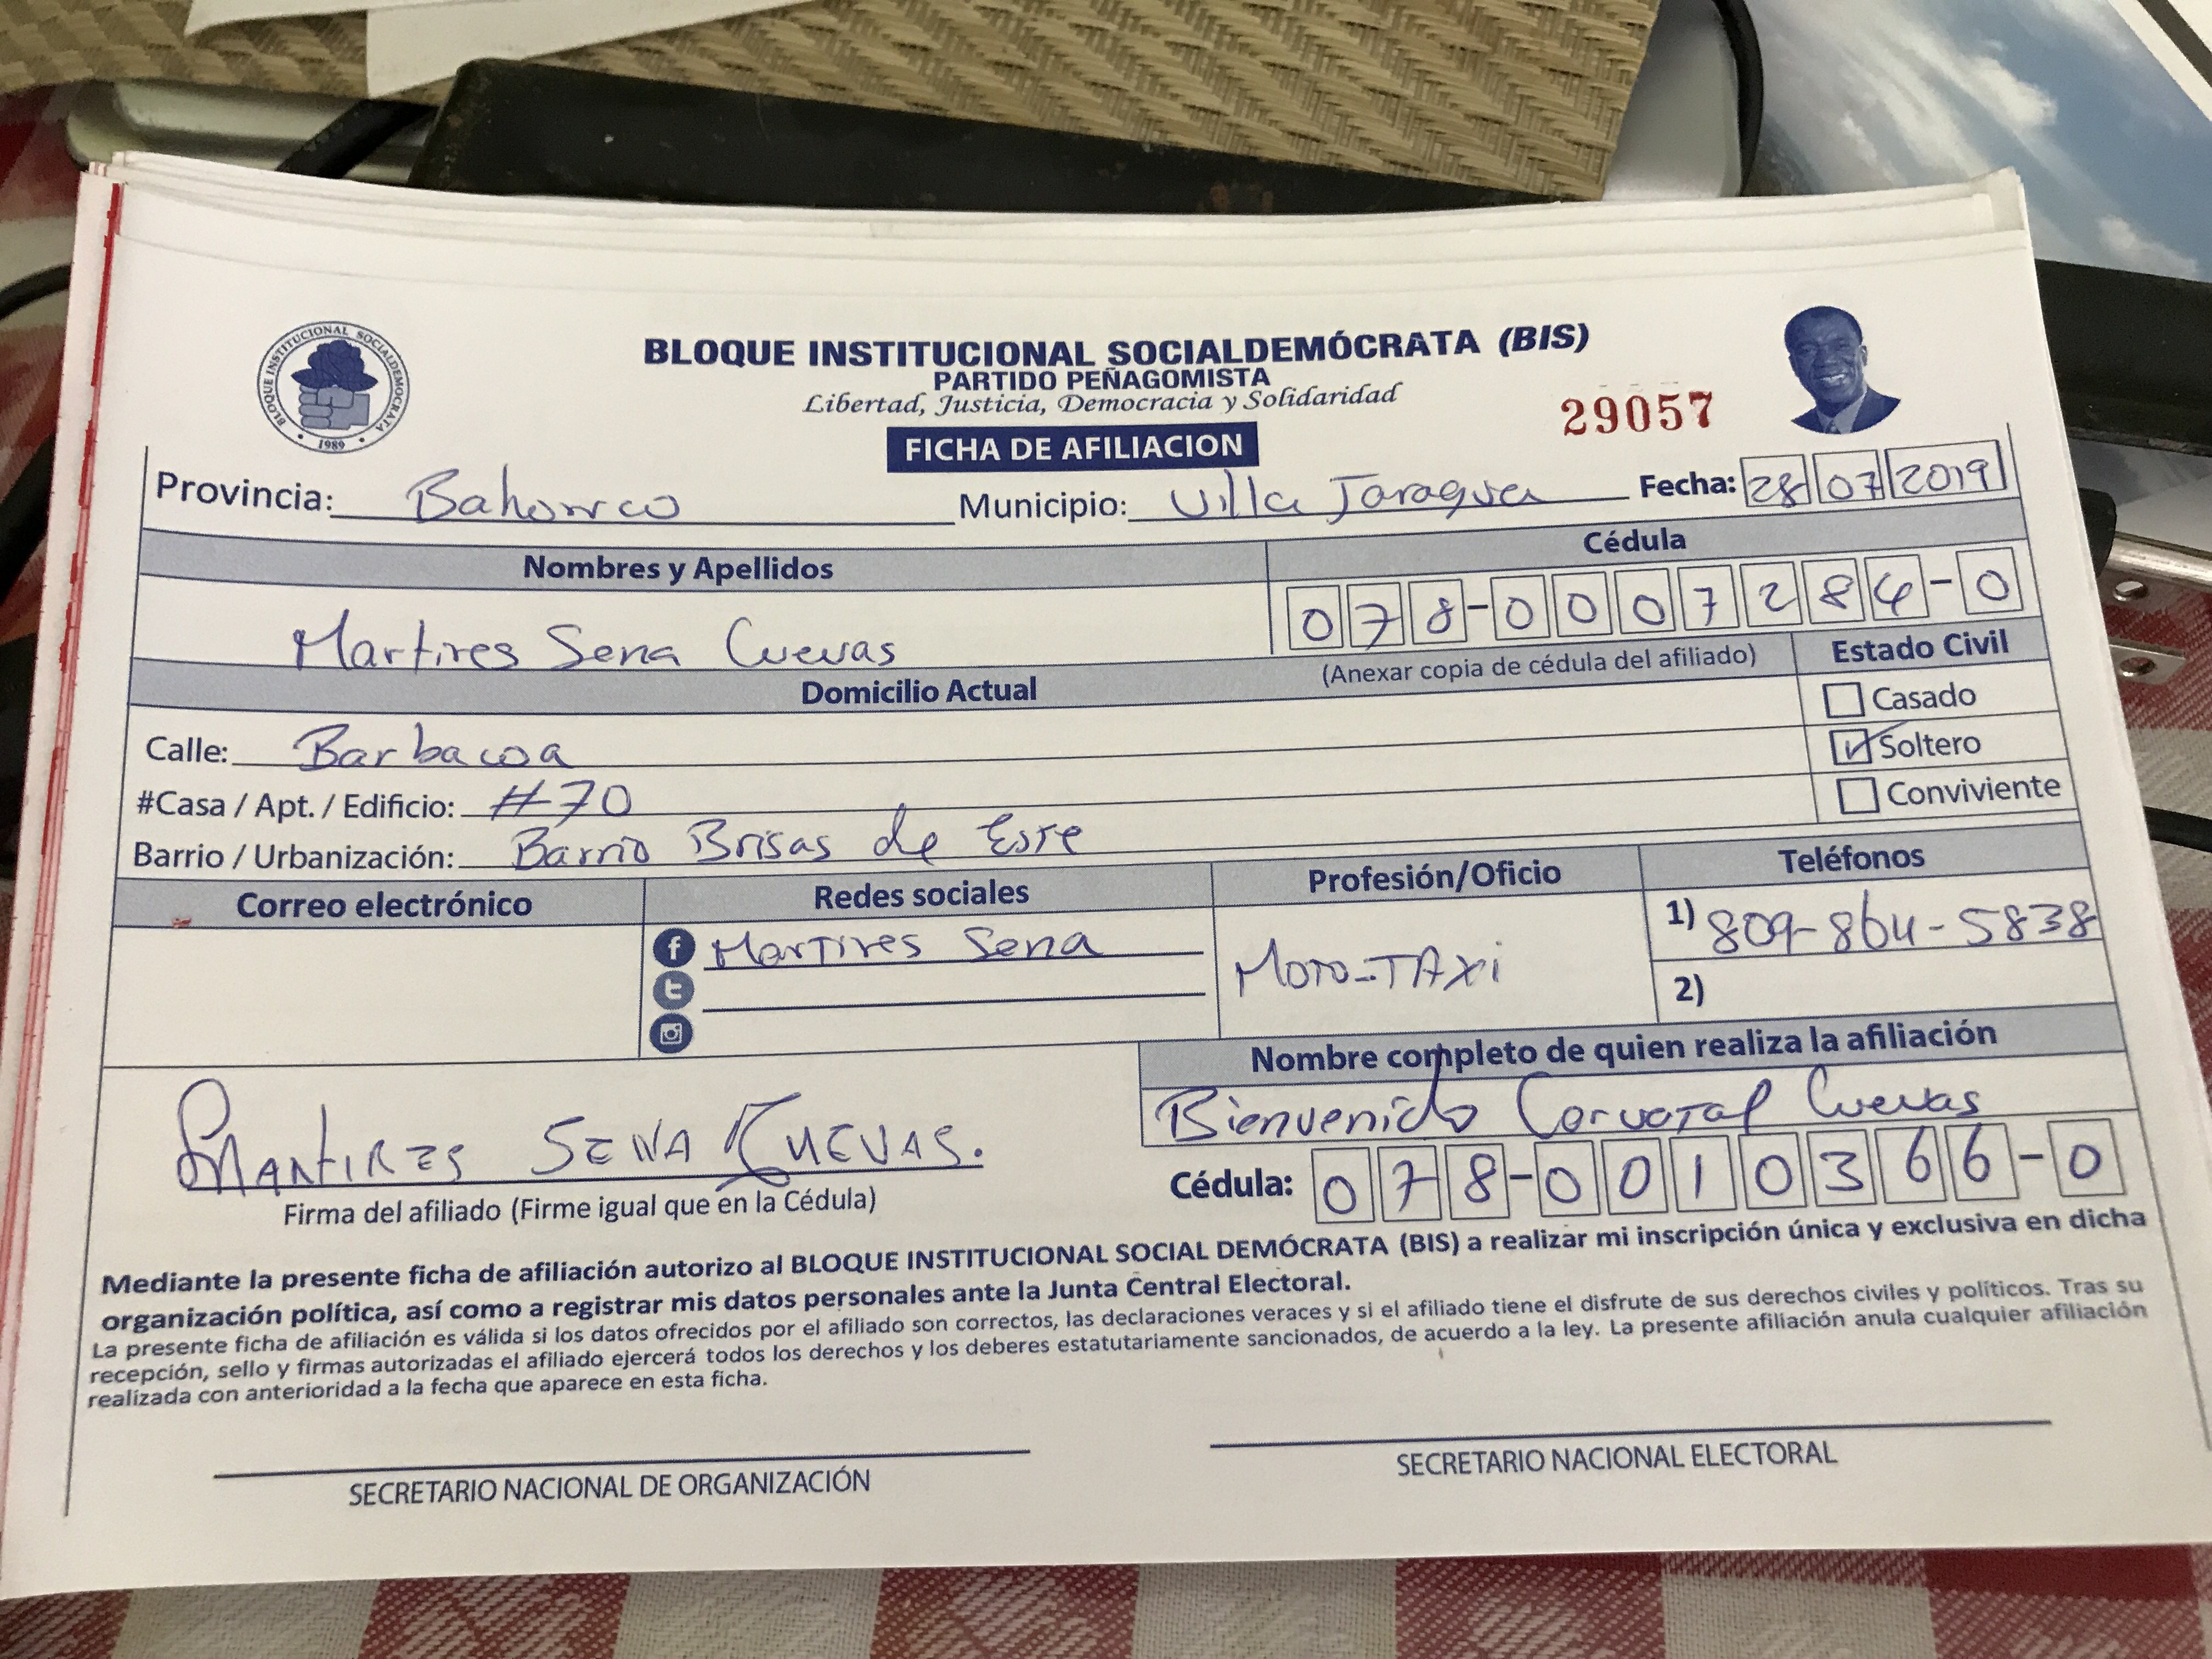 BLOQUE INSTITUCIONAL SOCIALDEMOCRATA
1989
BLOQUE INSTITUCIONAL SOCIALDEMÓCRATA (BIS)
PARTIDO PEÑAGOMISTA
Libertad, Justicia, Democracia y Solidaridad
29057
FICHA DE AFILIACION
Provincia: Bahoruco Municipio: Villa Jaragua Fecha: 28 07 2019
Nombres y Apellidos Cédula
Martires Sena Cuevas 078-0007284-0
(Anexar copia de cédula del afiliado)
Domicilio Actual Estado Civil
Casado
Calle: Barbacoa Soltero
#Casa / Apt. / Edificio: #70 Conviviente
Barrio / Urbanización: Barrio Brisas de Este
Correo electrónico Redes sociales Profesión/Oficio Teléfonos
Martires Sena Moto-TAXi 1) 809-864-5838
2)
Nombre completo de quien realiza la afiliación
Bienvenido Carvajal Cuevas
MARTIRES SENA CUEVAS.
Firma del afiliado (Firme igual que en la Cédula) Cédula: 078-0010366-0
Mediante la presente ficha de afiliación autorizo al BLOQUE INSTITUCIONAL SOCIAL DEMÓCRATA (BIS) a realizar mi inscripción única y exclusiva en dicha
organización política, así como a registrar mis datos personales ante la Junta Central Electoral.
La presente ficha de afiliación es válida si los datos ofrecidos por el afiliado son correctos, las declaraciones veraces y si el afiliado tiene el disfrute de sus derechos civiles y políticos. Tras su
recepción, sello y firmas autorizadas el afiliado ejercerá todos los derechos y los deberes estatutariamente sancionados, de acuerdo a la ley. La presente afiliación anula cualquier afiliación
realizada con anterioridad a la fecha que aparece en esta ficha.
SECRETARIO NACIONAL DE ORGANIZACIÓN SECRETARIO NACIONAL ELECTORAL